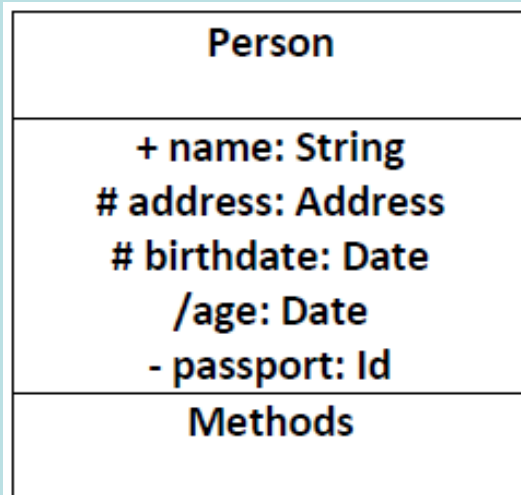 Person
+ name: String
# address: Address
# birthdate: Date
/age: Date
- passport: Id
Methods